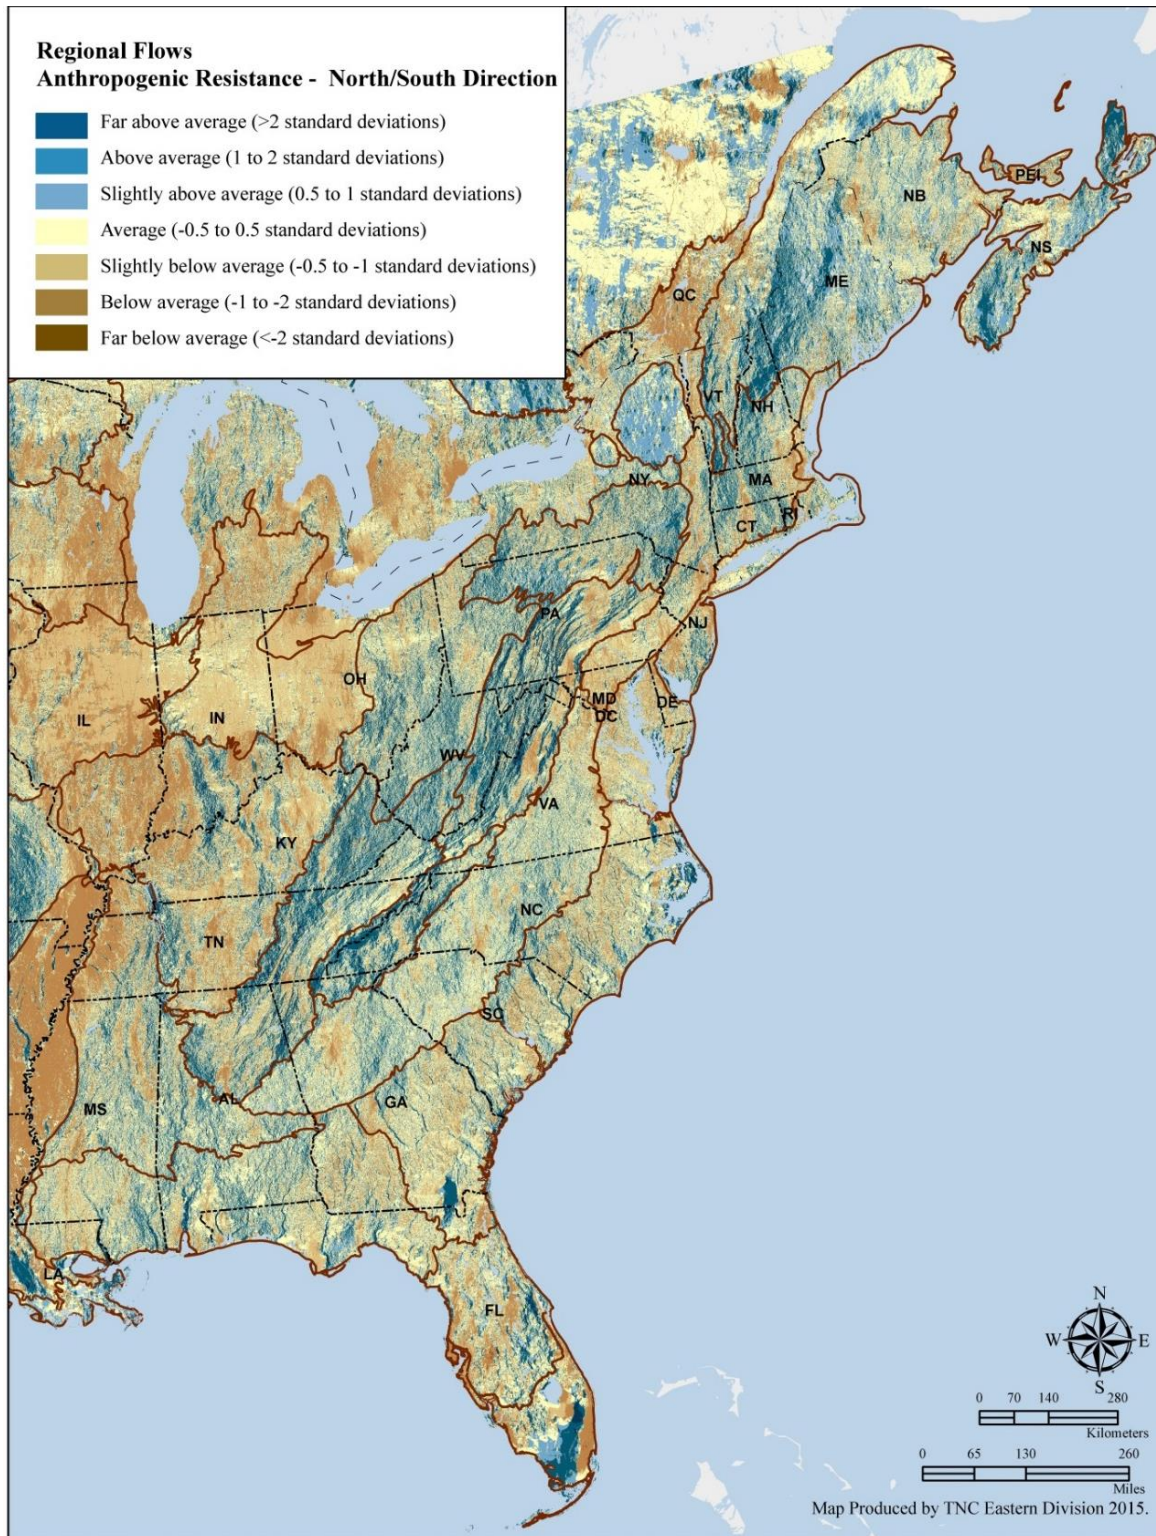 Regional Flows
Anthropogenic Resistance - North/South Direction
Far above average (>2 standard deviations)
Above average (1 to 2 standard deviations)
Slightly above average (0.5 to 1 standard deviations)
Average (-0.5 to 0.5 standard deviations)
Slightly below average (-0.5 to -1 standard deviations)
Below average (-1 to -2 standard deviations)
Far below average (<-2 standard deviations)
PEI
NB
NS
ME
QC
VT
NH
NY
MA
RI
CT
PA
NJ
OH
MD
DE
DC
IL
IN
WV
VA
KY
NC
TN
SC
MS
AL
GA
LA
FL
N
W
E
S
0 70 140 280
Kilometers
0 65 130 260
Miles
Map Produced by TNC Eastern Division 2015.